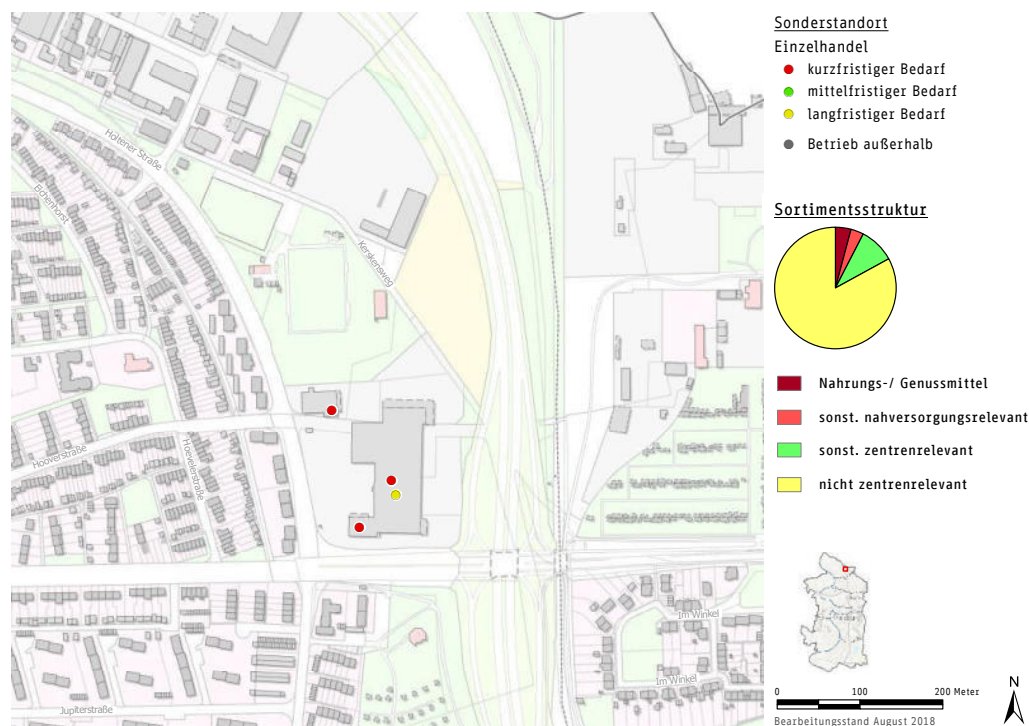 Sonderstandort
Einzelhandel
kurzfristiger Bedarf
mittelfristiger Bedarf
langfristiger Bedarf
Betrieb außerhalb
Sortimentsstruktur
Nahrungs-/ Genussmittel
sonst. nahversorgungsrelevant
sonst. zentrenrelevant
nicht zentrenrelevant
0 100 200 Meter
Bearbeitungsstand August 2018
N
Holtener Straße
Eichenhorst
Kerskensweg
Hooverstraße
Hoevelerstraße
Im Winkel
Im Winkel
Jupiterstraße